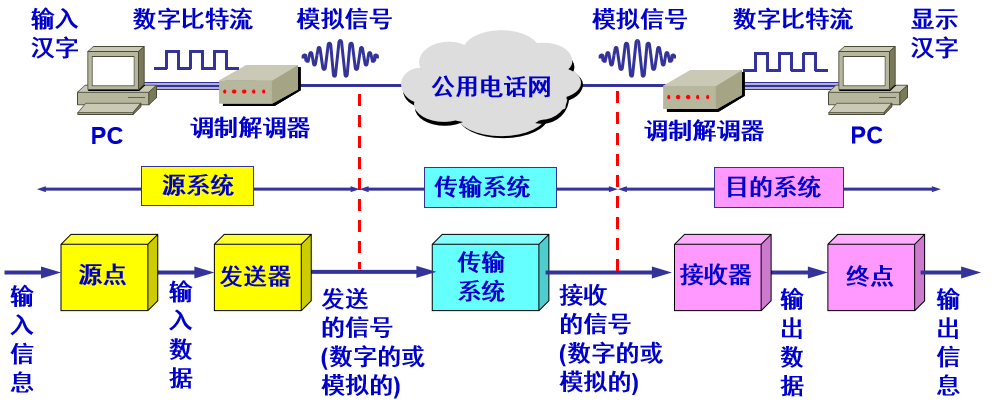 输入
汉字
数字比特流
模拟信号
模拟信号
数字比特流
显示
汉字
公用电话网
PC
调制解调器
调制解调器
PC
源系统
传输系统
目的系统
源点
发送器
传输
系统
接收器
终点
输入信息
输入数据
发送
的信号
(数字的或
模拟的)
接收
的信号
(数字的或
模拟的)
输出数据
输出信息